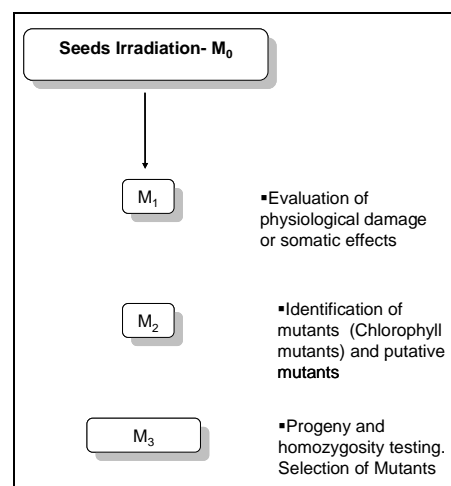 Seeds Irradiation- M₀
M₁
▪Evaluation of
physiological damage
or somatic effects
M₂
▪Identification of
mutants (Chlorophyll
mutants) and putative
mutants
M₃
▪Progeny and
homozygosity testing.
Selection of Mutants